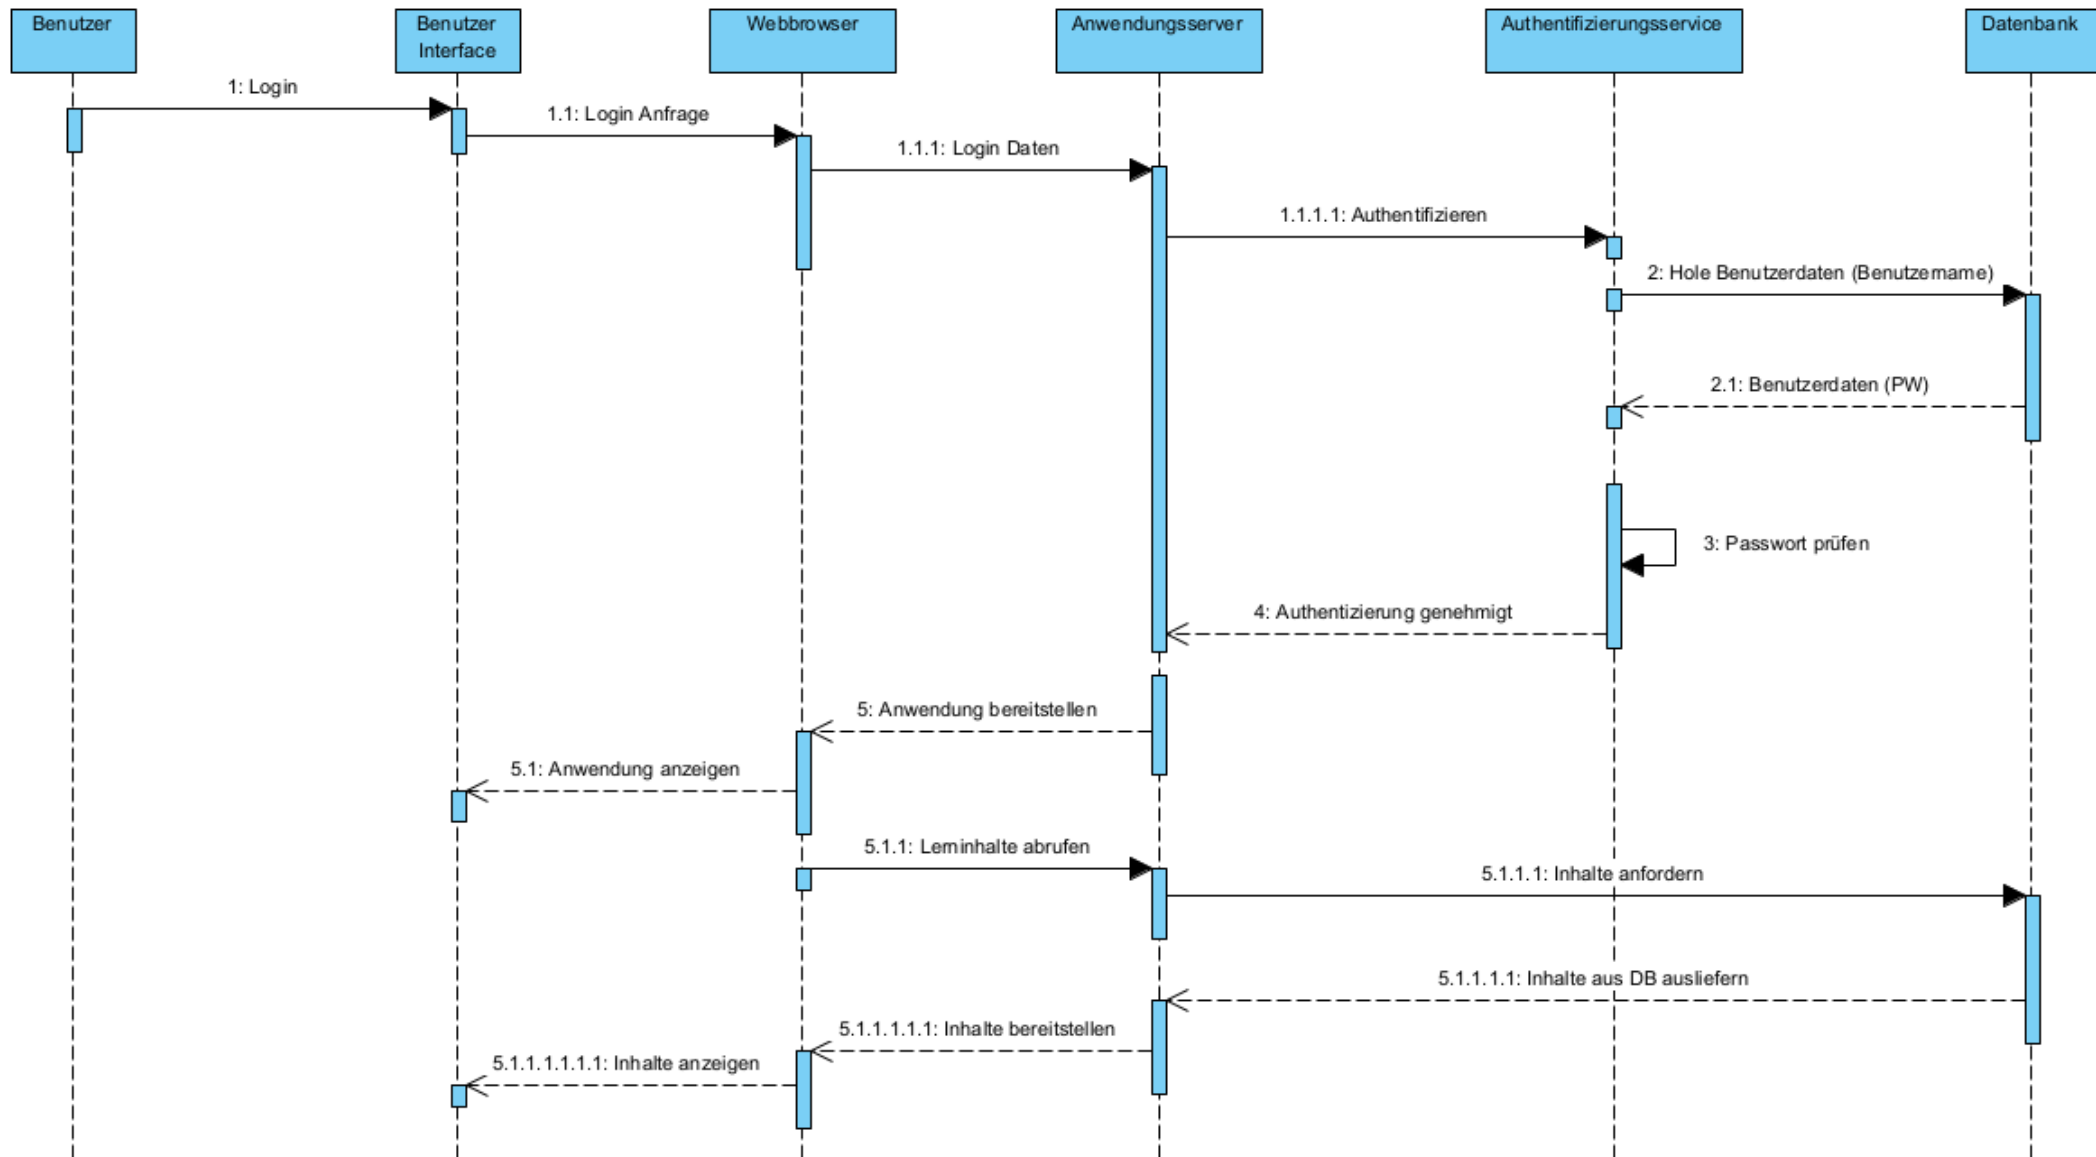 Benutzer
Benutzer
Interface
Webbrowser
Anwendungsserver
Authentifizierungsservice
Datenbank
1: Login
1.1: Login Anfrage
1.1.1: Login Daten
1.1.1.1: Authentifizieren
2: Hole Benutzerdaten (Benutzername)
2.1: Benutzerdaten (PW)
3: Passwort prüfen
4: Authentizierung genehmigt
5: Anwendung bereitstellen
5.1: Anwendung anzeigen
5.1.1: Lerninhalte abrufen
5.1.1.1: Inhalte anfordern
5.1.1.1.1: Inhalte aus DB ausliefern
5.1.1.1.1.1: Inhalte bereitstellen
5.1.1.1.1.1.1: Inhalte anzeigen